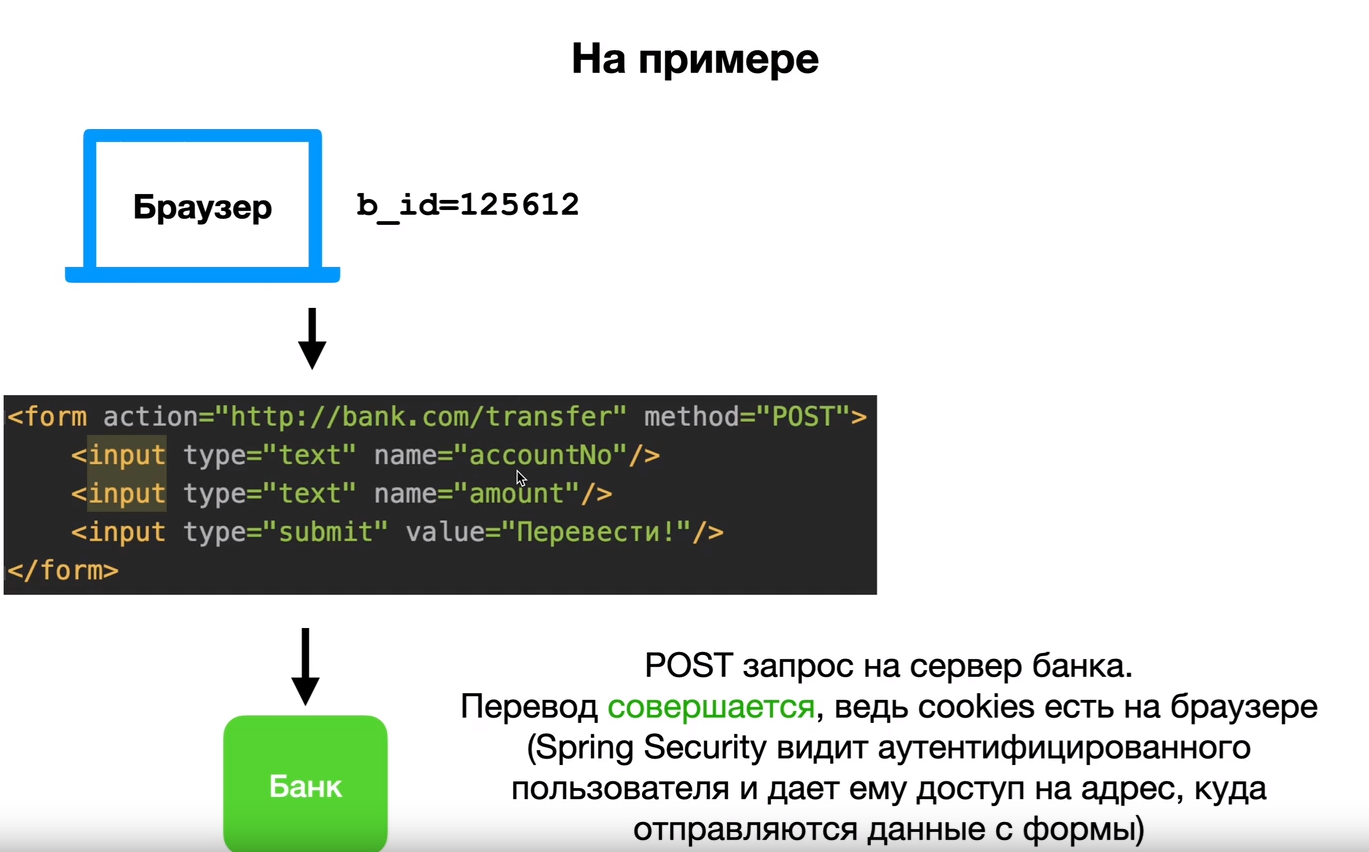 На примере
Браузер
b_id=125612
<form action="http://bank.com/transfer" method="POST">
<input type="text" name="accountNo"/>
<input type="text" name="amount"/>
<input type="submit" value="Перевести!"/>
</form>
POST запрос на сервер банка.
Перевод совершается, ведь cookies есть на браузере
(Spring Security видит аутентифицированного
пользователя и дает ему доступ на адрес, куда
отправляются данные с формы)
Банк